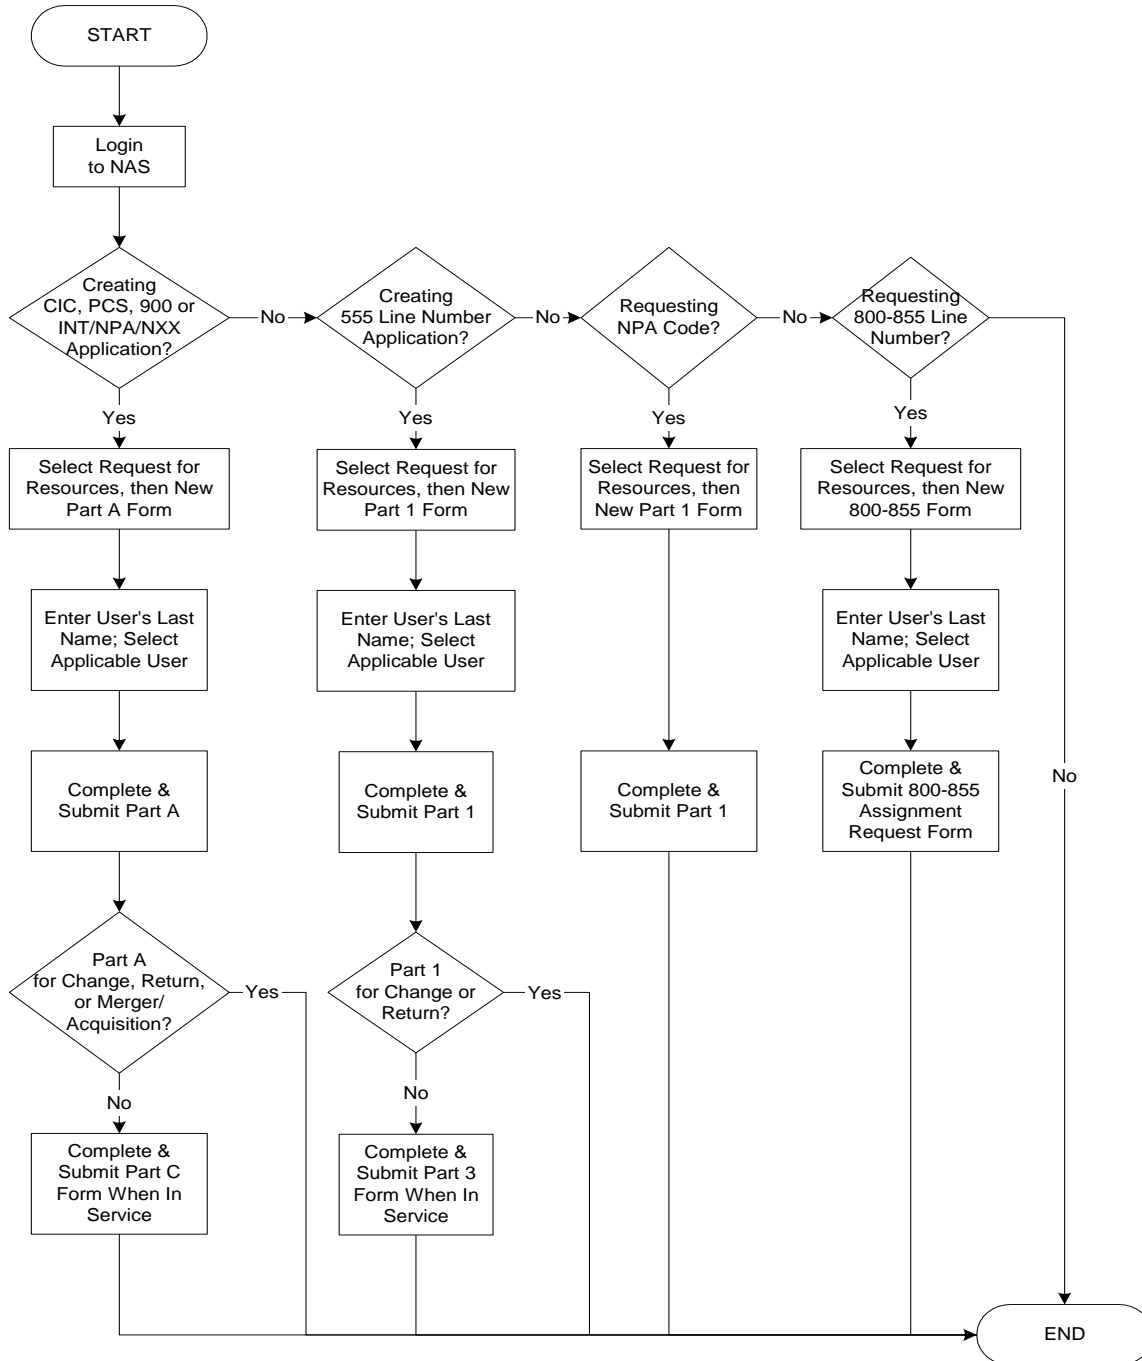 START
Login
to NAS
Creating
CIC, PCS, 900 or
INT/NPA/NXX
Application?
No
Creating
555 Line Number
Application?
No
Requesting
NPA Code?
No
Requesting
800-855 Line
Number?
Yes
Yes
Yes
Yes
Select Request for
Resources, then New
Part A Form
Select Request for
Resources, then New
Part 1 Form
Select Request for
Resources, then
New Part 1 Form
Select Request for
Resources, then New
800-855 Form
Enter User's Last
Name; Select
Applicable User
Enter User's Last
Name; Select
Applicable User
Enter User's Last
Name; Select
Applicable User
Complete &
Submit Part A
Complete &
Submit Part 1
Complete &
Submit Part 1
Complete &
Submit 800-855
Assignment
Request Form
No
Part A
for Change, Return,
or Merger/
Acquisition?
Yes
Part 1
for Change or
Return?
Yes
No
No
Complete &
Submit Part C
Form When In
Service
Complete &
Submit Part 3
Form When In
Service
END